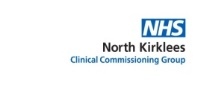 NHS
North Kirklees
Clinical Commissioning Group